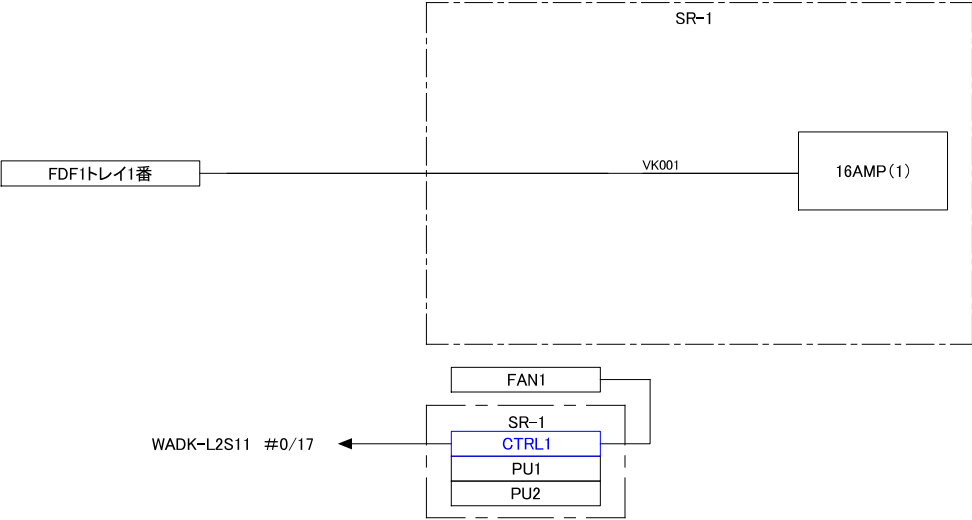 SR-1
FDF1トレイ1番
VK001
16AMP(1)
FAN1
SR-1
WADK-L2S11 #0/17
CTRL1
PU1
PU2